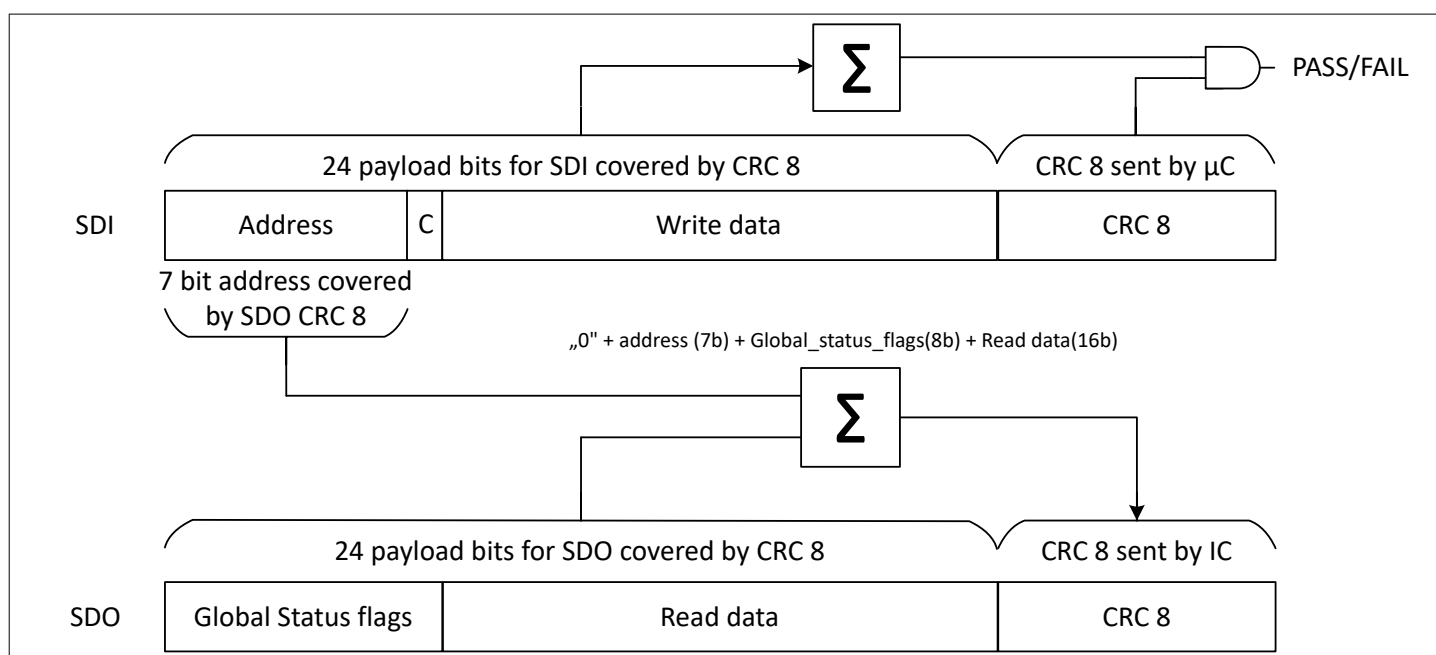 Σ
PASS/FAIL
24 payload bits for SDI covered by CRC 8
CRC 8 sent by µC
SDI
Address
C
Write data
CRC 8
7 bit address covered
by SDO CRC 8
„0" + address (7b) + Global_status_flags(8b) + Read data(16b)
Σ
24 payload bits for SDO covered by CRC 8
CRC 8 sent by IC
SDO
Global Status flags
Read data
CRC 8